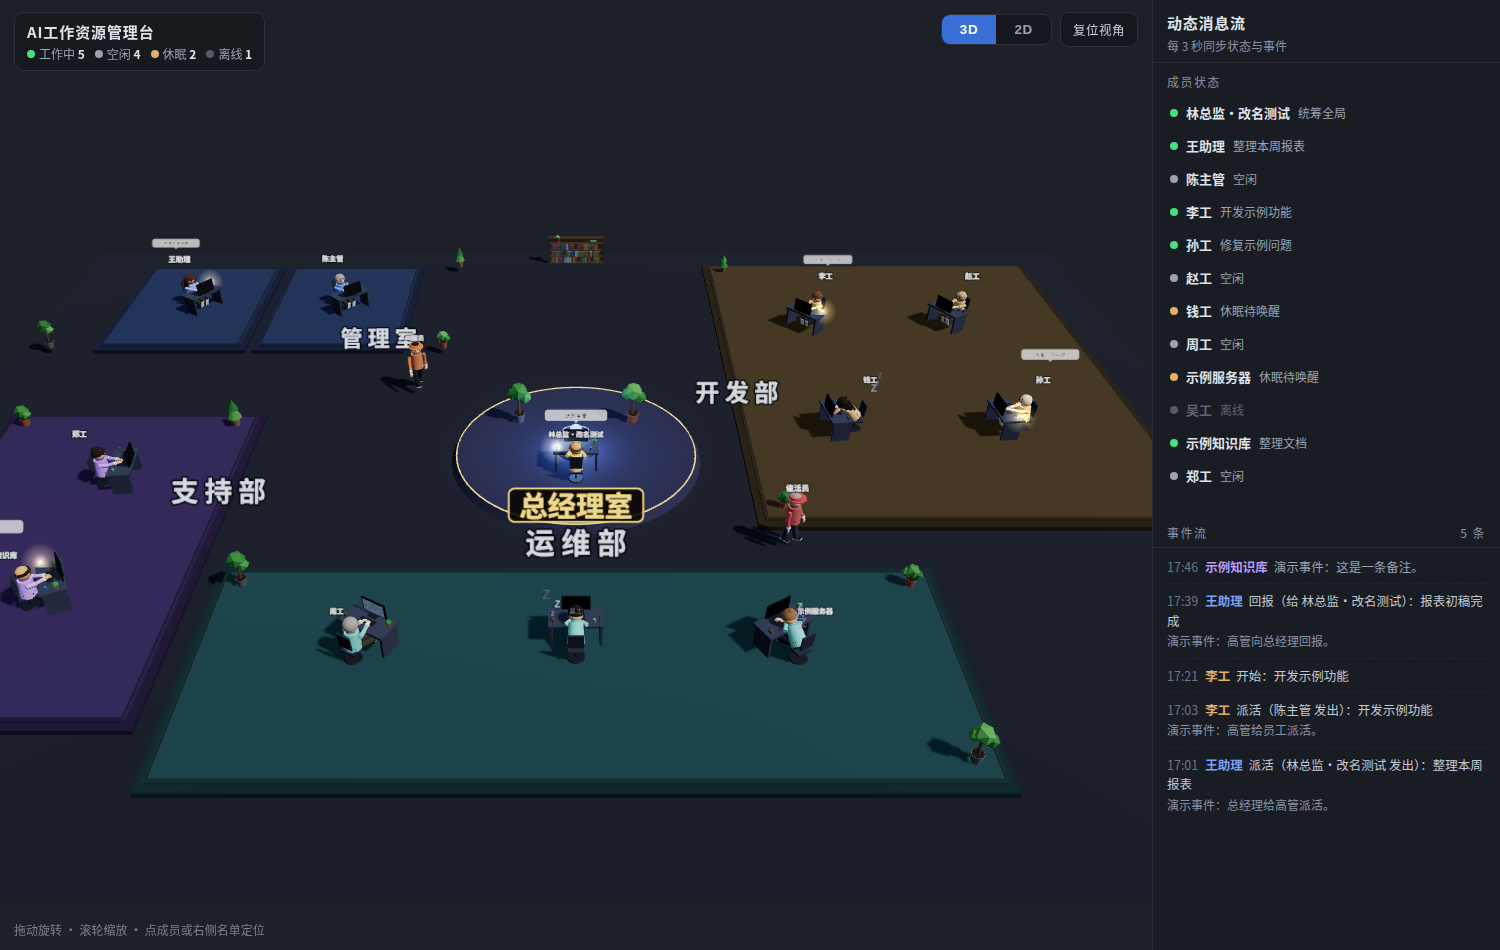 AI工作资源管理台
工作中 5 空闲 4 休眠 2 离线 1
3D 2D 复位视角
王助理
陈主管
管理室
李工
赵工
钱工
孙工
开发部
郑工
支持部
林总监·改名测试
总经理室
运维部
催活员
周工
示例服务器
Z
Z
拖动旋转 · 滚轮缩放 · 点成员或右侧名单定位
动态消息流
每 3 秒同步状态与事件
成员状态
林总监·改名测试 统筹全局
王助理 整理本周报表
陈主管 空闲
李工 开发示例功能
孙工 修复示例问题
赵工 空闲
钱工 休眠待唤醒
周工 空闲
示例服务器 休眠待唤醒
吴工 离线
示例知识库 整理文档
郑工 空闲
事件流 5 条
17:46 示例知识库 演示事件：这是一条备注。
17:39 王助理 回报（给 林总监·改名测试）：报表初稿完
成
演示事件：高管向总经理回报。
17:21 李工 开始：开发示例功能
17:03 李工 派活（陈主管 发出）：开发示例功能
演示事件：高管给员工派活。
17:01 王助理 派活（林总监·改名测试 发出）：整理本周
报表
演示事件：总经理给高管派活。